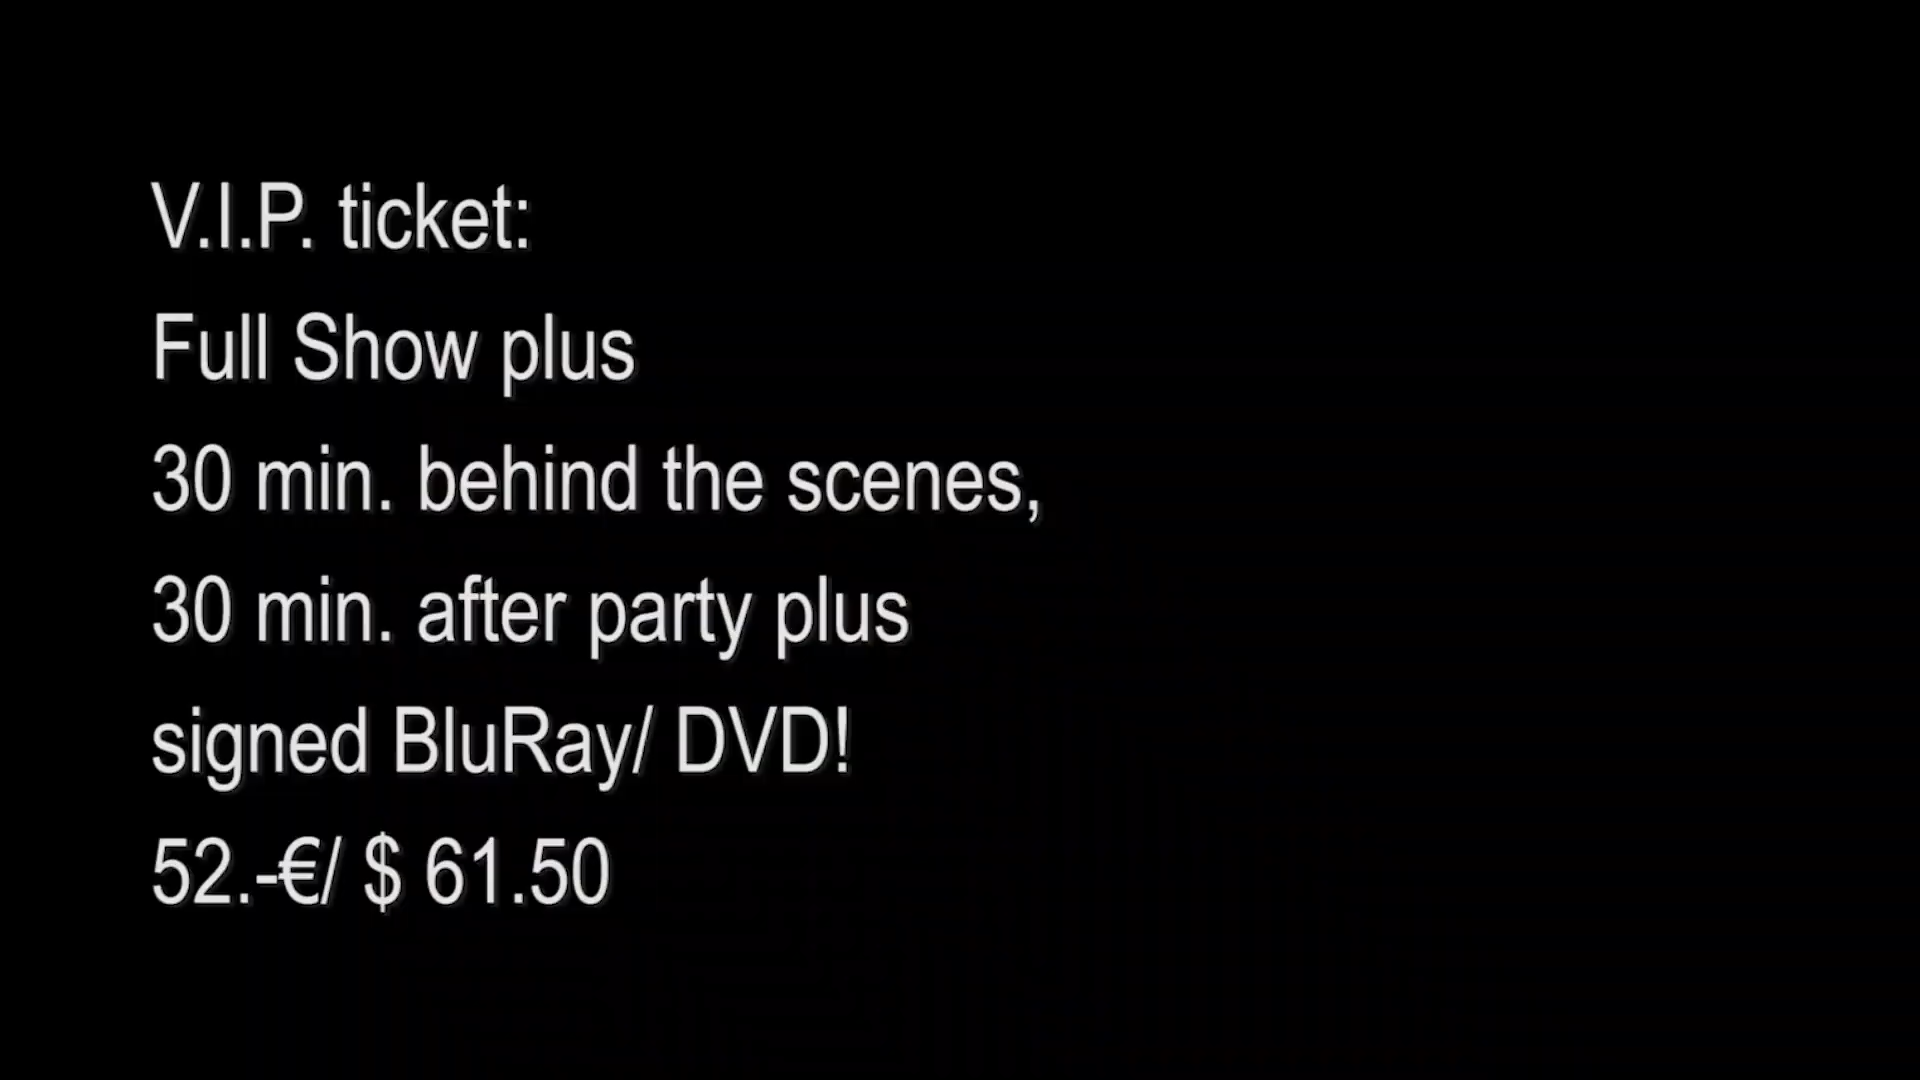 V.I.P. ticket:
Full Show plus
30 min. behind the scenes,
30 min. after party plus
signed BluRay/ DVD!
52.-€/ $ 61.50